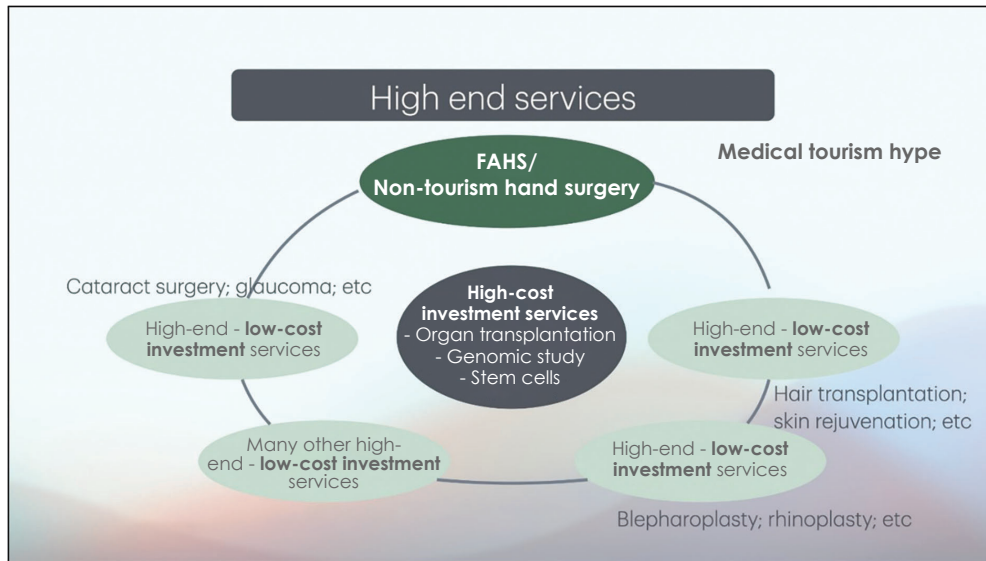 High end services
FAHS/
Non-tourism hand surgery
Medical tourism hype
Cataract surgery; glaucoma; etc
High-end - low-cost
investment services
High-cost
investment services
- Organ transplantation
- Genomic study
- Stem cells
High-end - low-cost
investment services
Hair transplantation;
skin rejuvenation; etc
Many other high-
end - low-cost investment
services
High-end - low-cost
investment services
Blepharoplasty; rhinoplasty; etc